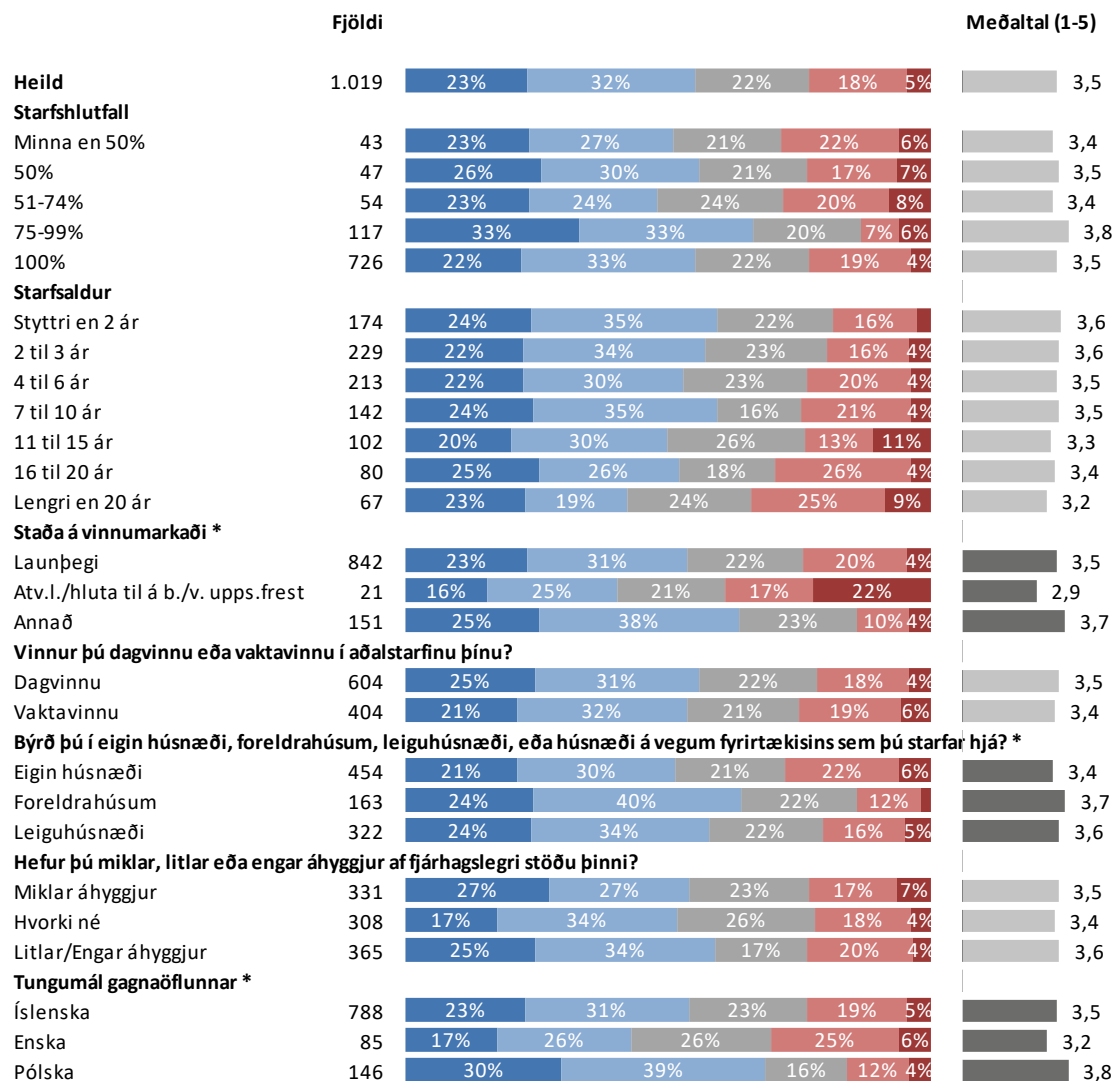 Fjöldi Meðaltal (1-5)
Heild 1.019 23% 32% 22% 18% 5% 3,5
Starfshlutfall
Minna en 50% 43 23% 27% 21% 22% 6% 3,4
50% 47 26% 30% 21% 17% 7% 3,5
51-74% 54 23% 24% 24% 20% 8% 3,4
75-99% 117 33% 33% 20% 7% 6% 3,8
100% 726 22% 33% 22% 19% 4% 3,5
Starfsaldur
Styttri en 2 ár 174 24% 35% 22% 16% 3,6
2 til 3 ár 229 22% 34% 23% 16% 4% 3,6
4 til 6 ár 213 22% 30% 23% 20% 4% 3,5
7 til 10 ár 142 24% 35% 16% 21% 4% 3,5
11 til 15 ár 102 20% 30% 26% 13% 11% 3,3
16 til 20 ár 80 25% 26% 18% 26% 4% 3,4
Lengri en 20 ár 67 23% 19% 24% 25% 9% 3,2
Staða á vinnumarkaði *
Launþegi 842 23% 31% 22% 20% 4% 3,5
Atv.l./hluta til á b./v. upps.frest 21 16% 25% 21% 17% 22% 2,9
Annað 151 25% 38% 23% 10% 4% 3,7
Vinnur þú dagvinnu eða vaktavinnu í aðalstarfinu þínu?
Dagvinnu 604 25% 31% 22% 18% 4% 3,5
Vaktavinnu 404 21% 32% 21% 19% 6% 3,4
Býrð þú í eigin húsnæði, foreldrahúsum, leiguhúsnæði, eða húsnæði á vegum fyrirtækisins sem þú starfar hjá? *
Eigin húsnæði 454 21% 30% 21% 22% 6% 3,4
Foreldrahúsum 163 24% 40% 22% 12% 3,7
Leiguhúsnæði 322 24% 34% 22% 16% 5% 3,6
Hefur þú miklar, litlar eða engar áhyggjur af fjárhagslegri stöðu þinni?
Miklar áhyggjur 331 27% 27% 23% 17% 7% 3,5
Hvorki né 308 17% 34% 26% 18% 4% 3,4
Litlar/Engar áhyggjur 365 25% 34% 17% 20% 4% 3,6
Tungumál gagnaöflunnar *
Íslenska 788 23% 31% 23% 19% 5% 3,5
Enska 85 17% 26% 26% 25% 6% 3,2
Pólska 146 30% 39% 16% 12% 4% 3,8